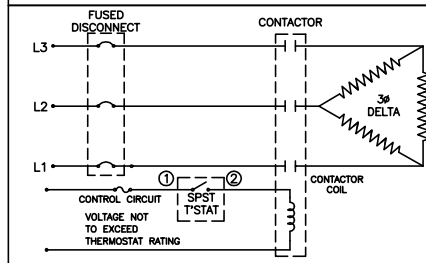 FUSED
DISCONNECT
CONTACTOR
L3
L2
3ø
DELTA
L1
① ②
CONTACTOR
COIL
CONTROL CIRCUIT
SPST
T'STAT
VOLTAGE NOT
TO EXCEED
THERMOSTAT RATING